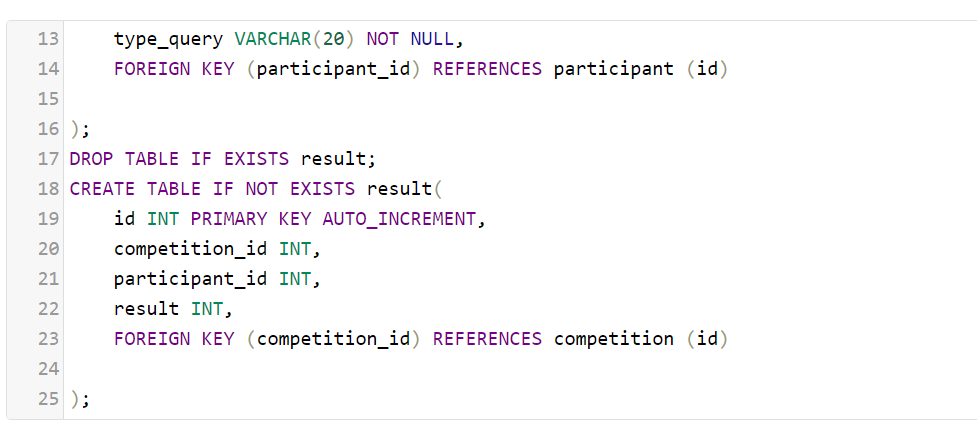 13 type_query VARCHAR(20) NOT NULL,
14 FOREIGN KEY (participant_id) REFERENCES participant (id)
15
16 );
17 DROP TABLE IF EXISTS result;
18 CREATE TABLE IF NOT EXISTS result(
19 id INT PRIMARY KEY AUTO_INCREMENT,
20 competition_id INT,
21 participant_id INT,
22 result INT,
23 FOREIGN KEY (competition_id) REFERENCES competition (id)
24
25 );